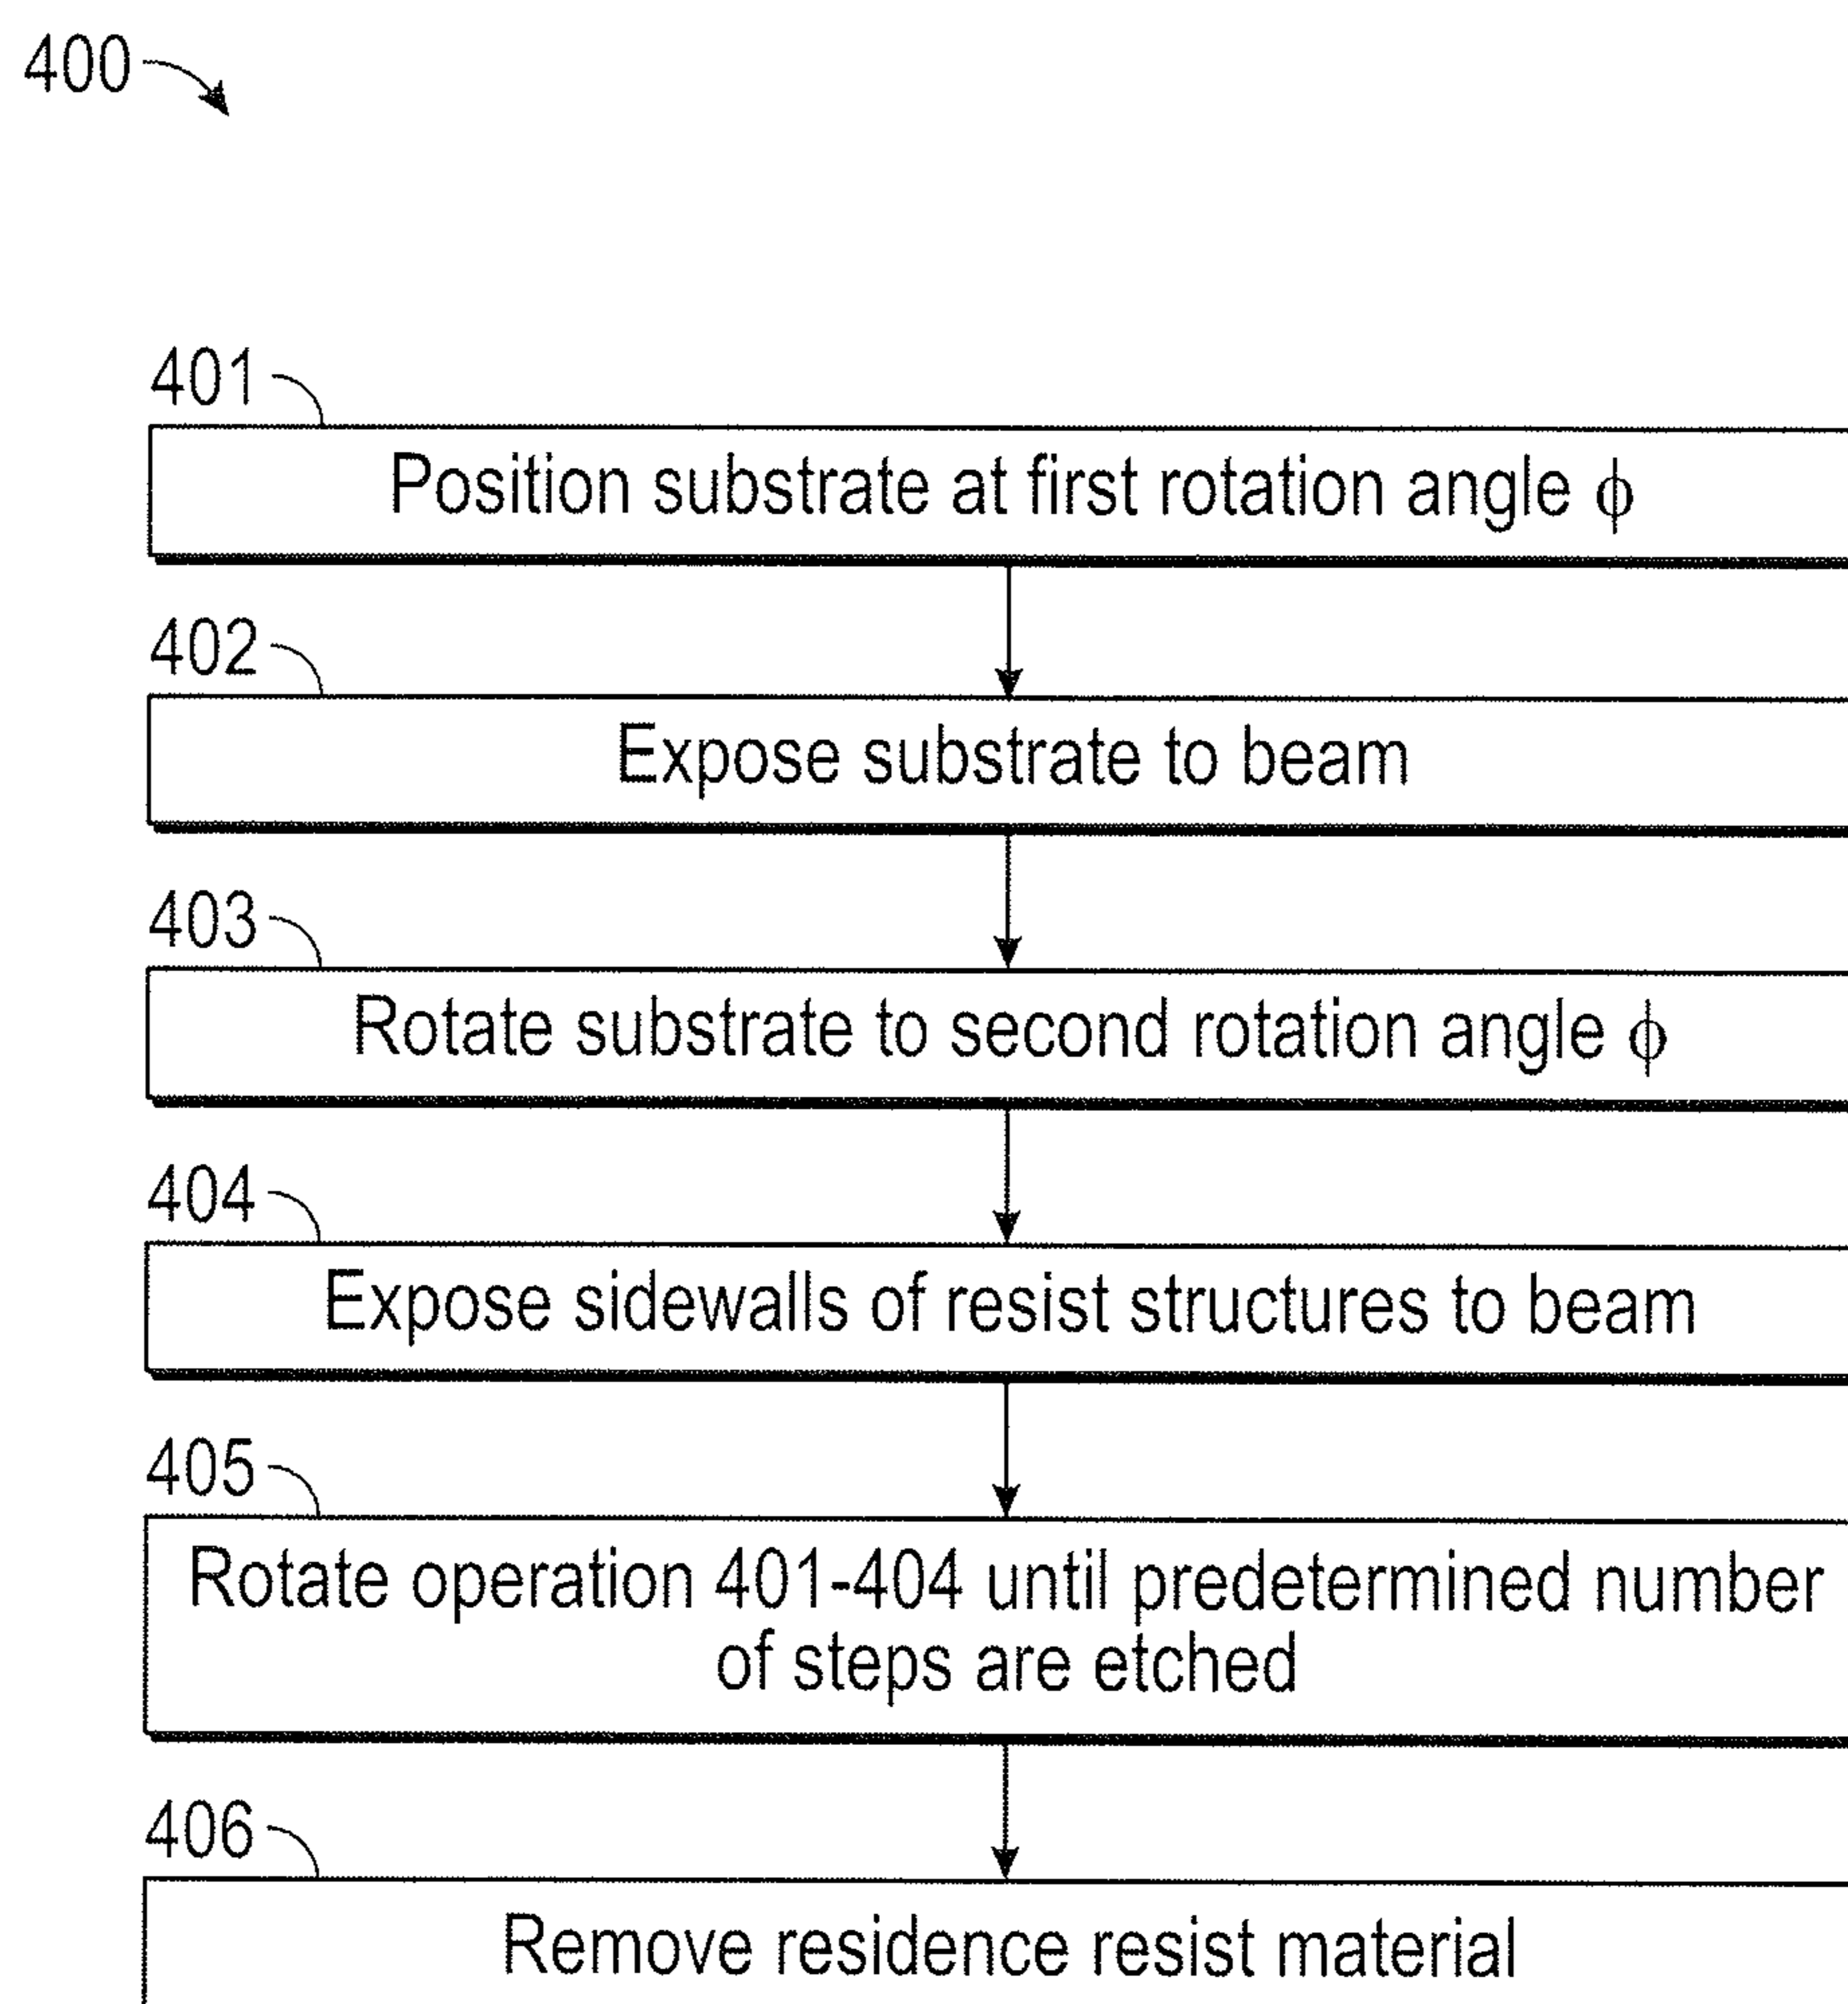 400
401
Position substrate at first rotation angle ϕ
402
Expose substrate to beam
403
Rotate substrate to second rotation angle ϕ
404
Expose sidewalls of resist structures to beam
405
Rotate operation 401-404 until predetermined number
of steps are etched
406
Remove residence resist material